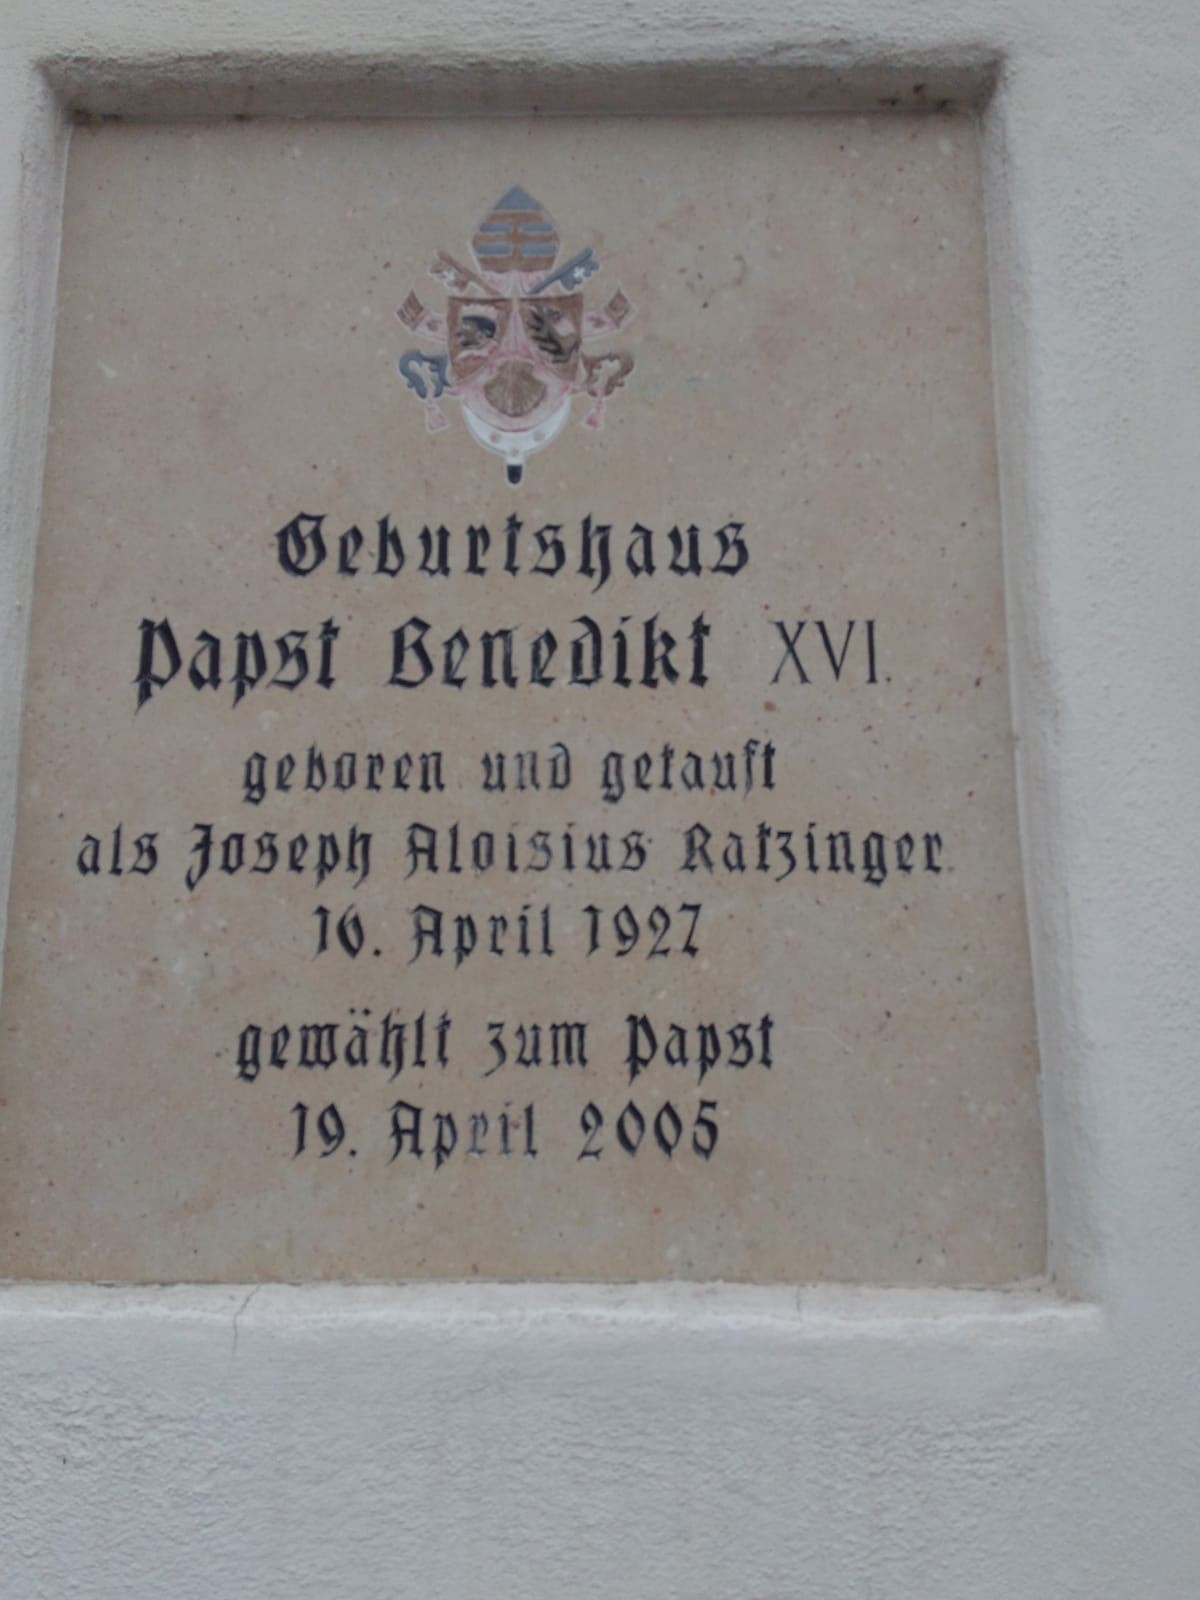 Geburtshaus
Papst Benedikt XVI.
geboren und getauft
als Joseph Aloisius Ratzinger.
16. April 1927
gewählt zum Papst
19. April 2005